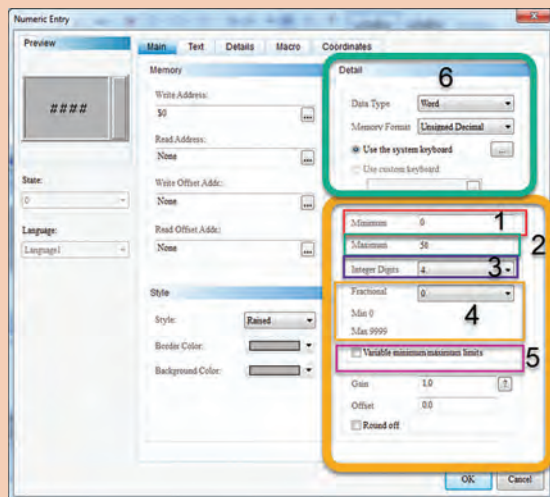 Numeric Entry
Preview
####
State:
0
Language:
Language1
Main Text Details Macro Coordinates
Memory
Write Address:
$0
...
Read Address:
None
...
Write Offset Addr:
None
...
Read Offset Addr:
None
...
Style
Style: Raised
Border Color:
Background Color:
Detail
6
Data Type Word
Memory Format Unsigned Decimal
Use the system keyboard ...
Use custom keyboard
Minimum 0 1
Maximum 50 2
Integer Digits 4 3
Fractional 0
Min 0 4
Max 9999
Variable minimum maximum limits 5
Gain 1.0 ?
Offset 0.0
Round off
OK Cancel